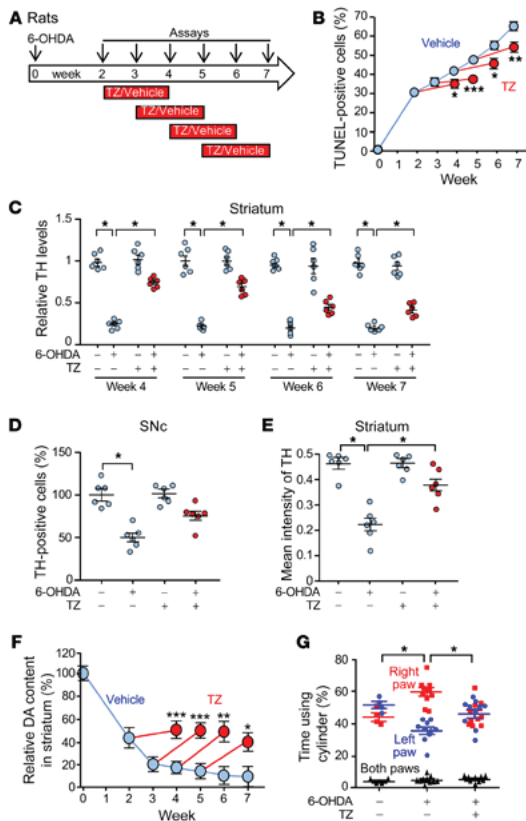 A Rats
6-OHDA
Assays
0 week 2 3 4 5 6 7
TZ/Vehicle
TZ/Vehicle
TZ/Vehicle
TZ/Vehicle
B
TUNEL-positive cells (%)
70
60
50
40
30
20
10
0
Vehicle
TZ
* *** * **
0 1 2 3 4 5 6 7
Week
C
Striatum
Relative TH levels
1.5
1
0.5
0
* * * * * * * *
6-OHDA – + – + – + – + – + – + – + – +
TZ – – + + – – + + – – + + – – + +
Week 4 Week 5 Week 6 Week 7
D
SNc
TH-positive cells (%)
150
100
50
0
*
6-OHDA – + – +
TZ – – + +
E
Striatum
Mean intensity of TH
0.5
0.4
0.3
0.2
0.1
0
* *
– + – +
– – + +
F
Relative DA content
in striatum (%)
120
100
80
60
40
20
0
Vehicle
TZ
*** *** ** *
0 1 2 3 4 5 6 7
Week
G
Time using
cylinder (%)
80
60
40
20
0
* *
Right
paw
Left
paw
Both paws
6-OHDA – + +
TZ – – +